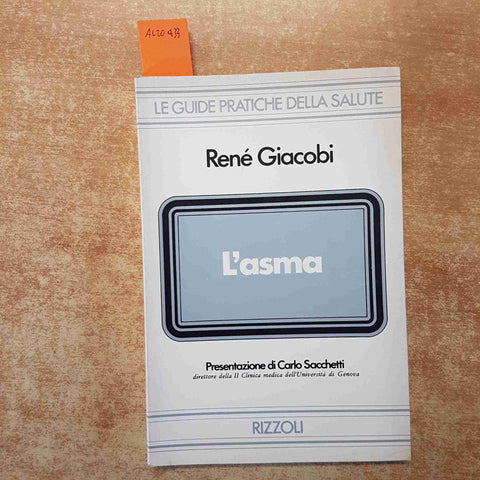 LE GUIDE PRATICHE DELLA SALUTE
René Giacobi
L'asma
Presentazione di Carlo Sacchetti
direttore della II Clinica medica dell'Università di Genova
RIZZOLI